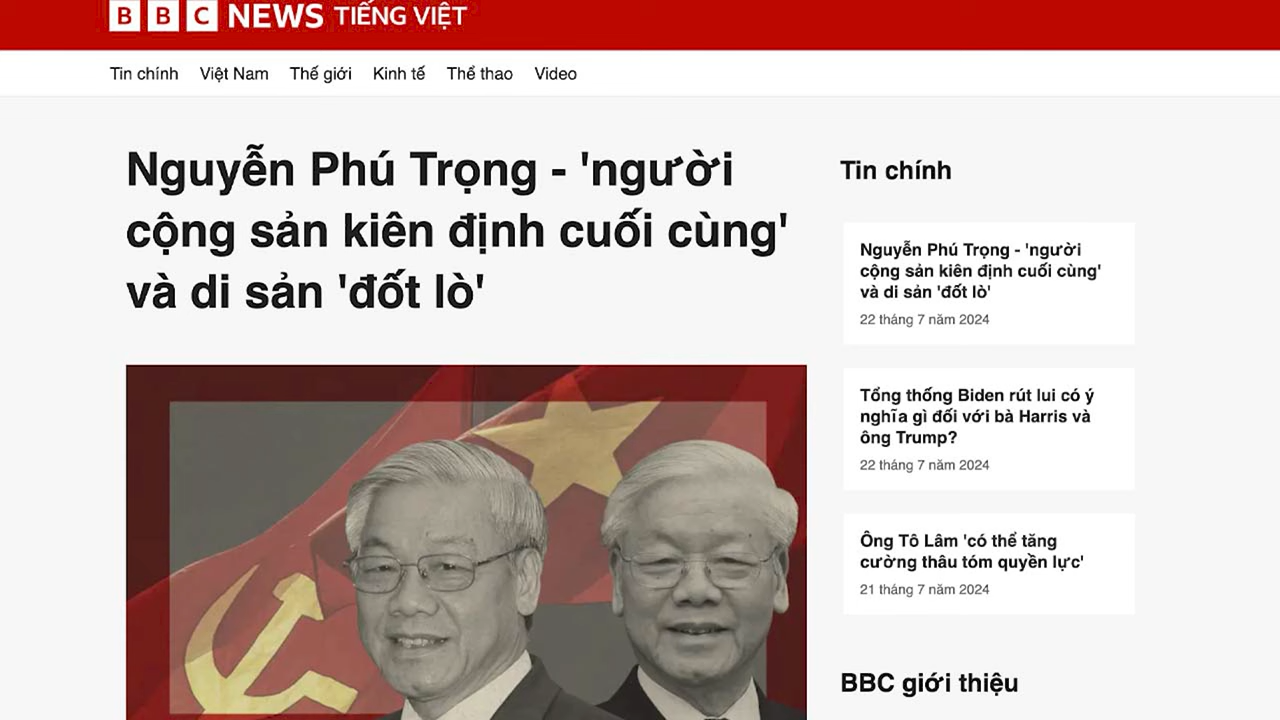 BBC NEWS TIẾNG VIỆT
Tin chính Việt Nam Thế giới Kinh tế Thể thao Video
Nguyễn Phú Trọng - 'người
cộng sản kiên định cuối cùng'
và di sản 'đốt lò'
Tin chính
Nguyễn Phú Trọng - 'người
cộng sản kiên định cuối cùng'
và di sản 'đốt lò'
22 tháng 7 năm 2024
Tổng thống Biden rút lui có ý
nghĩa gì đối với bà Harris và
ông Trump?
22 tháng 7 năm 2024
Ông Tô Lâm 'có thể tăng
cường thâu tóm quyền lực'
21 tháng 7 năm 2024
BBC giới thiệu